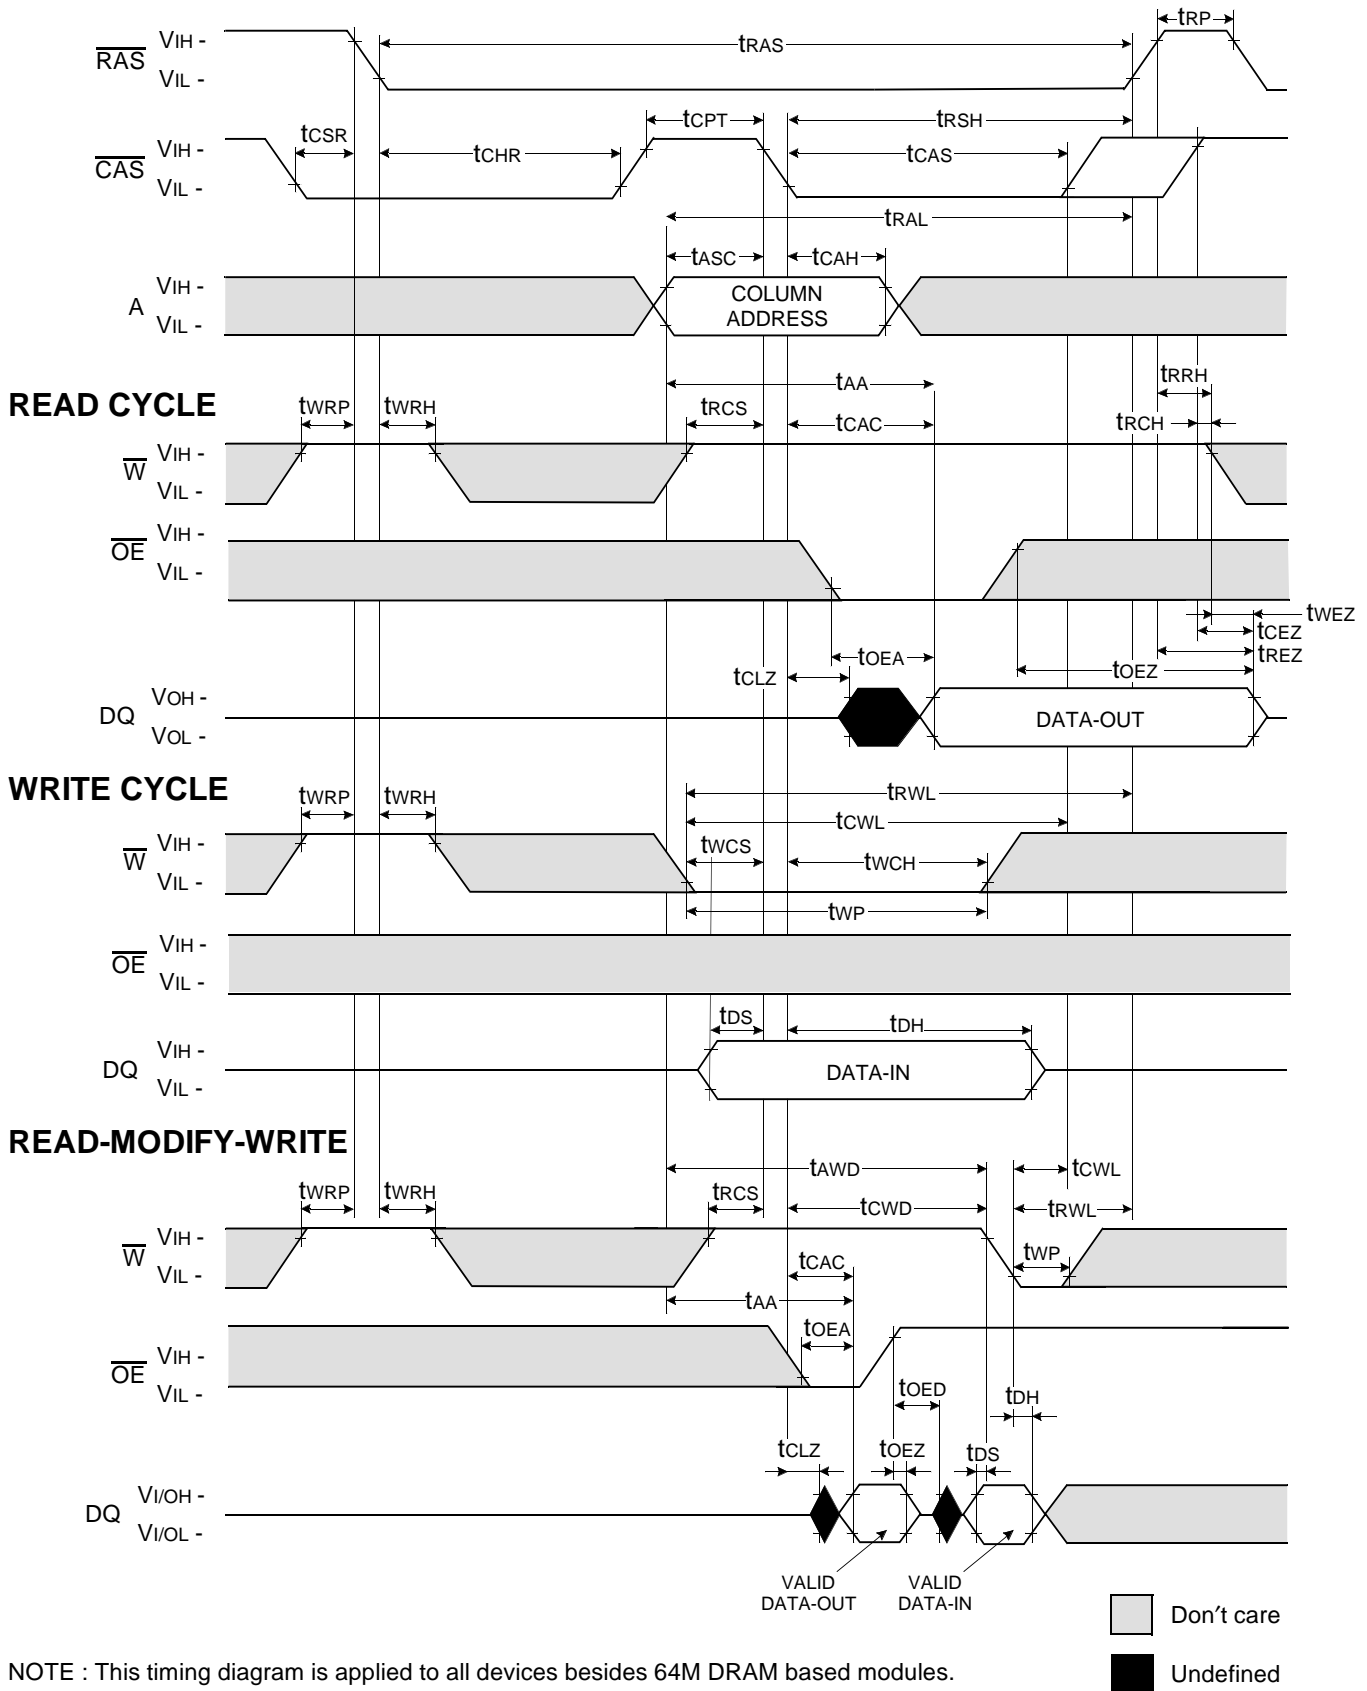 tRP
RAS VIH -
tRAS
VIL -
tCPT
tRSH
tCSR
CAS VIH -
tCHR
tCAS
VIL -
tRAL
tASC
tCAH
A VIH -
COLUMN
ADDRESS
VIL -
tAA
tRRH
READ CYCLE
tWRP
tWRH
tRCS
tCAC
tRCH
W VIH -
VIL -
OE VIH -
VIL -
tWEZ
tCEZ
tREZ
tOEA
tOEZ
tCLZ
DQ VOH -
DATA-OUT
VOL -
WRITE CYCLE
tWRP
tWRH
tRWL
tCWL
W VIH -
tWCS
tWCH
VIL -
tWP
OE VIH -
VIL -
tDS
tDH
DQ VIH -
DATA-IN
VIL -
READ-MODIFY-WRITE
tAWD
tCWL
tWRP
tWRH
tRCS
tCWD
tRWL
W VIH -
tWP
tCAC
VIL -
tAA
tOEA
OE VIH -
VIL -
tOED
tDH
tCLZ
tOEZ
tDS
DQ VI/OH -
VI/OL -
VALID
DATA-OUT
VALID
DATA-IN
Don′t care
NOTE : This timing diagram is applied to all devices besides 64M DRAM based modules.
Undefined